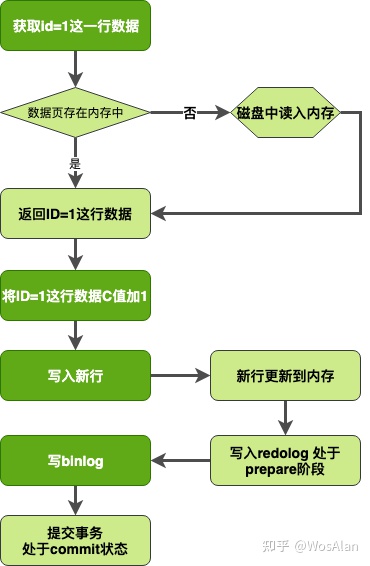 获取id=1这一行数据
数据页存在内存中
否
磁盘中读入内存
是
返回ID=1这行数据
将ID=1这行数据C值加1
写入新行
新行更新到内存
写入redolog 处于
prepare阶段
写binlog
提交事务
处于commit状态
知乎 @WosAlan